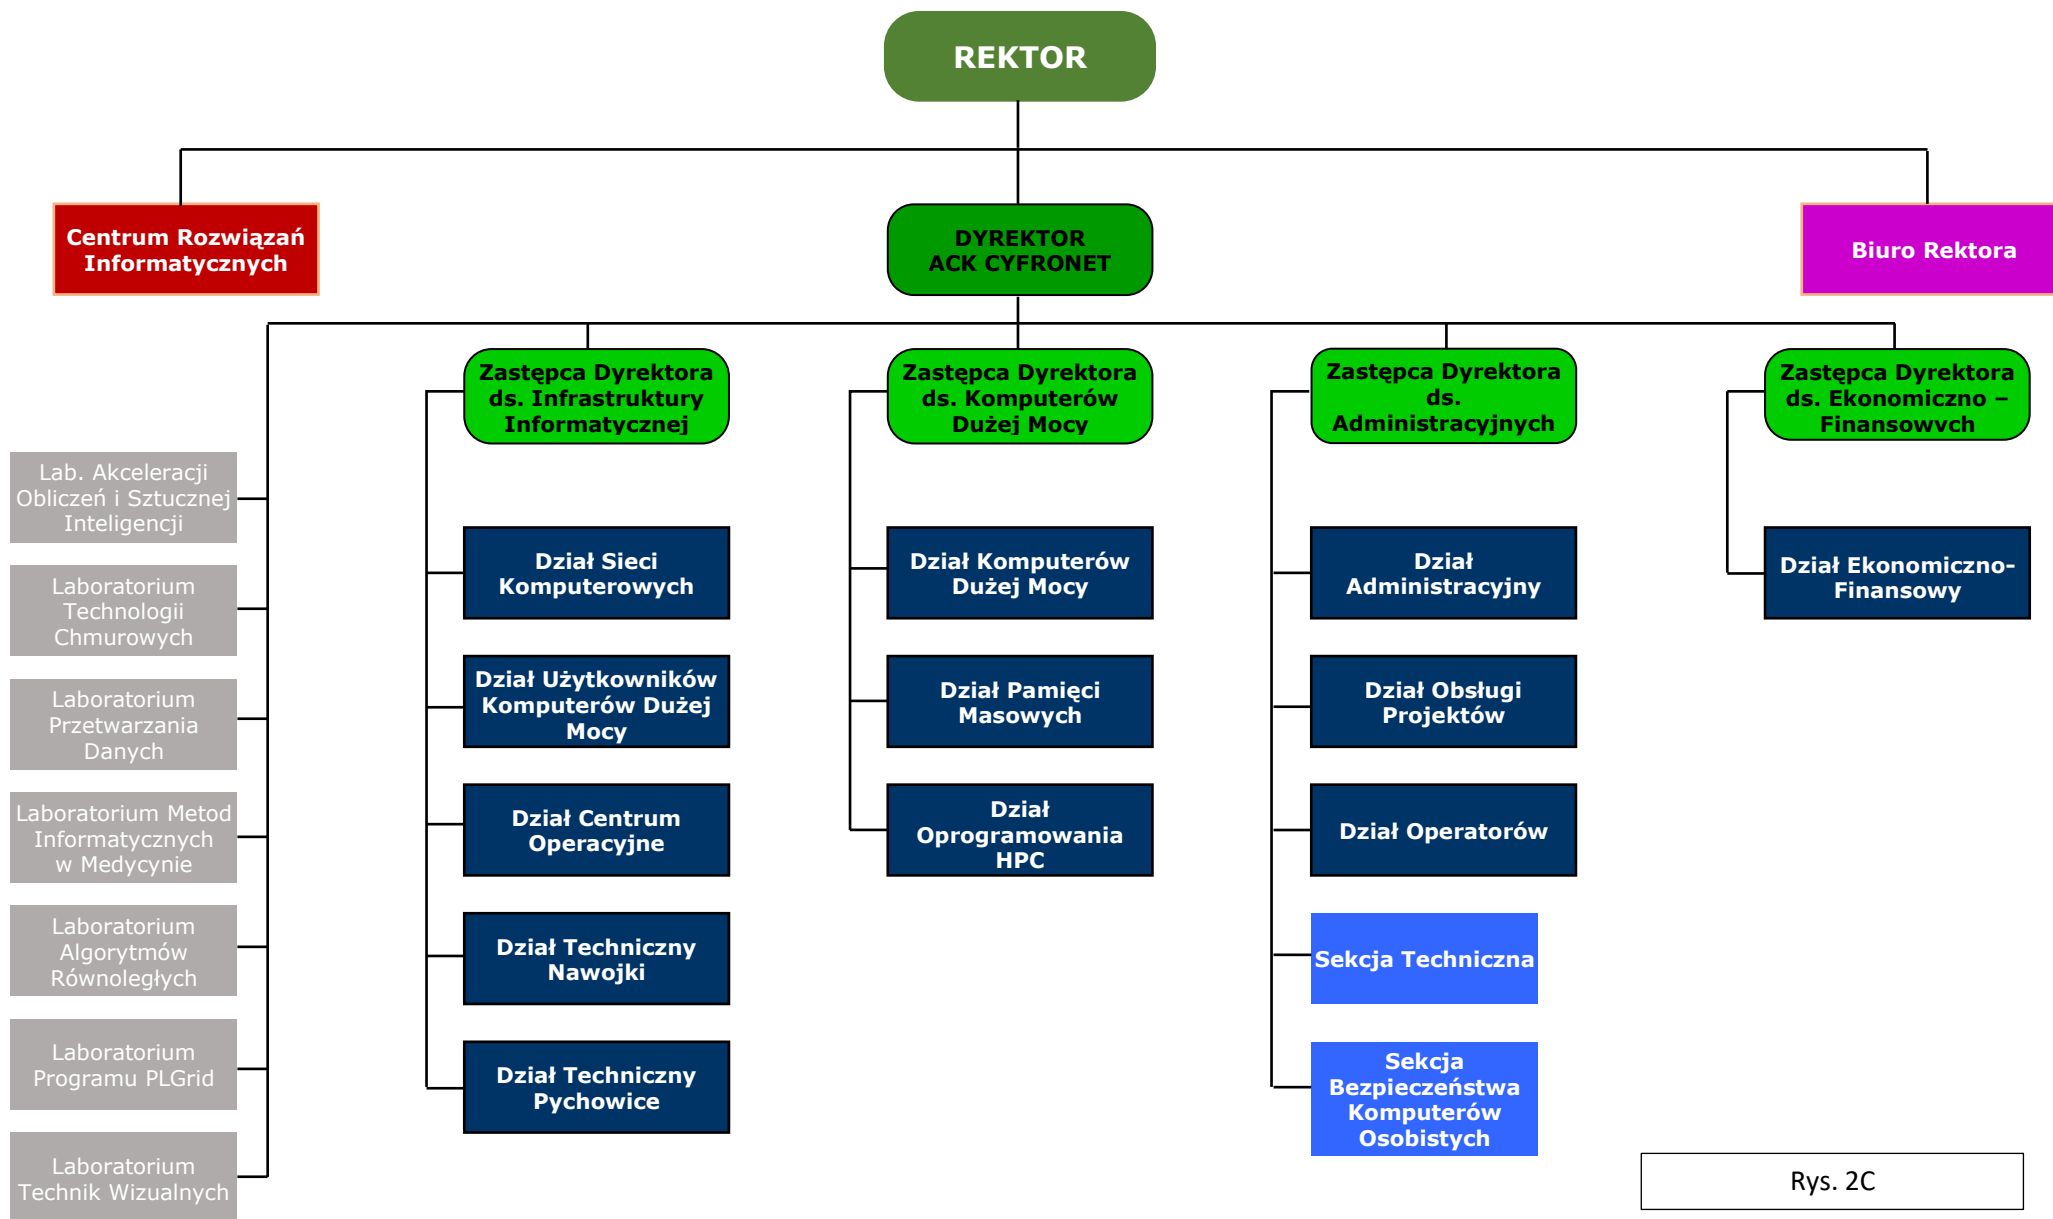 REKTOR
Centrum Rozwiązań
Informatycznych
DYREKTOR
ACK CYFRONET
Biuro Rektora
Zastępca Dyrektora
ds. Infrastruktury
Informatycznej
Zastępca Dyrektora
ds. Komputerów
Dużej Mocy
Zastępca Dyrektora
ds.
Administracyjnych
Zastępca Dyrektora
ds. Ekonomiczno –
Finansowych
Lab. Akceleracji
Obliczeń i Sztucznej
Inteligencji
Laboratorium
Technologii
Chmurowych
Laboratorium
Przetwarzania
Danych
Laboratorium Metod
Informatycznych
w Medycynie
Laboratorium
Algorytmów
Równoległych
Laboratorium
Programu PLGrid
Laboratorium
Technik Wizualnych
Dział Sieci
Komputerowych
Dział Użytkowników
Komputerów Dużej
Mocy
Dział Centrum
Operacyjne
Dział Techniczny
Nawojki
Dział Techniczny
Pychowice
Dział Komputerów
Dużej Mocy
Dział Pamięci
Masowych
Dział
Oprogramowania
HPC
Dział
Administracyjny
Dział Obsługi
Projektów
Dział Operatorów
Sekcja Techniczna
Sekcja
Bezpieczeństwa
Komputerów
Osobistych
Dział Ekonomiczno-
Finansowy
Rys. 2C